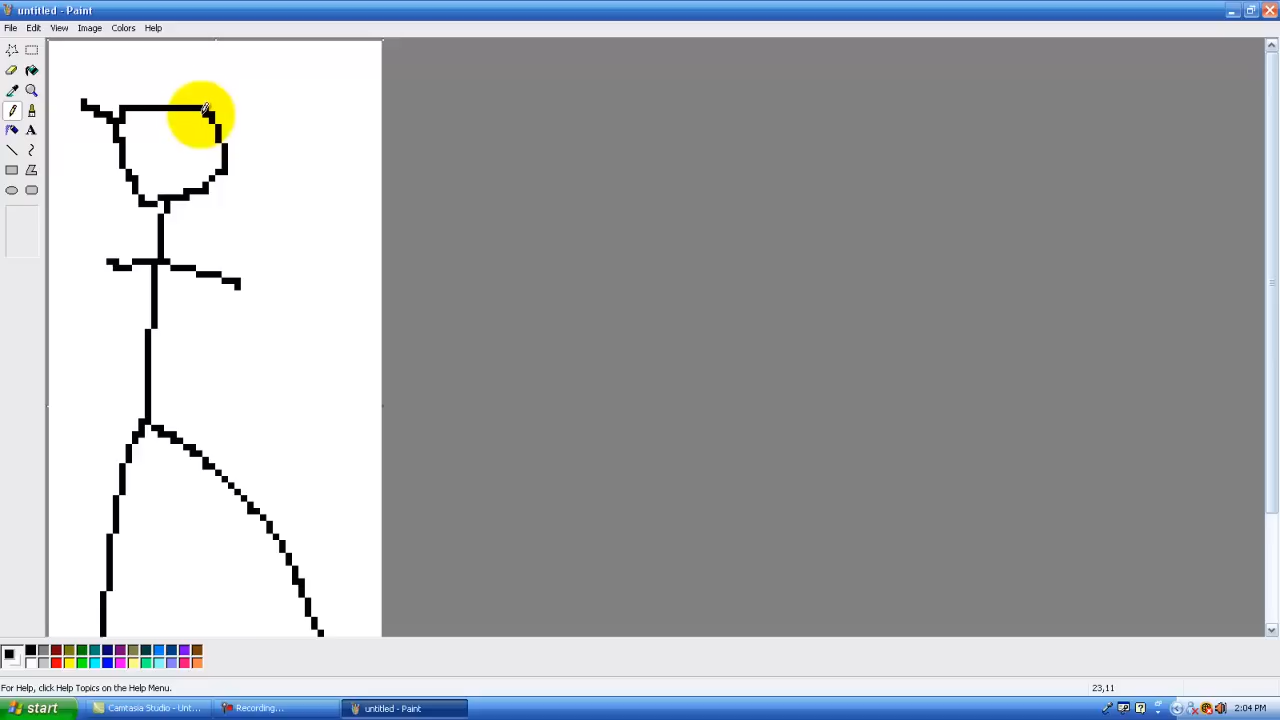 untitled - Paint
File Edit View Image Colors Help
A
For Help, click Help Topics on the Help Menu.
23,11
start
Camtasia Studio - Unt...
Recording...
untitled - Paint
2:04 PM